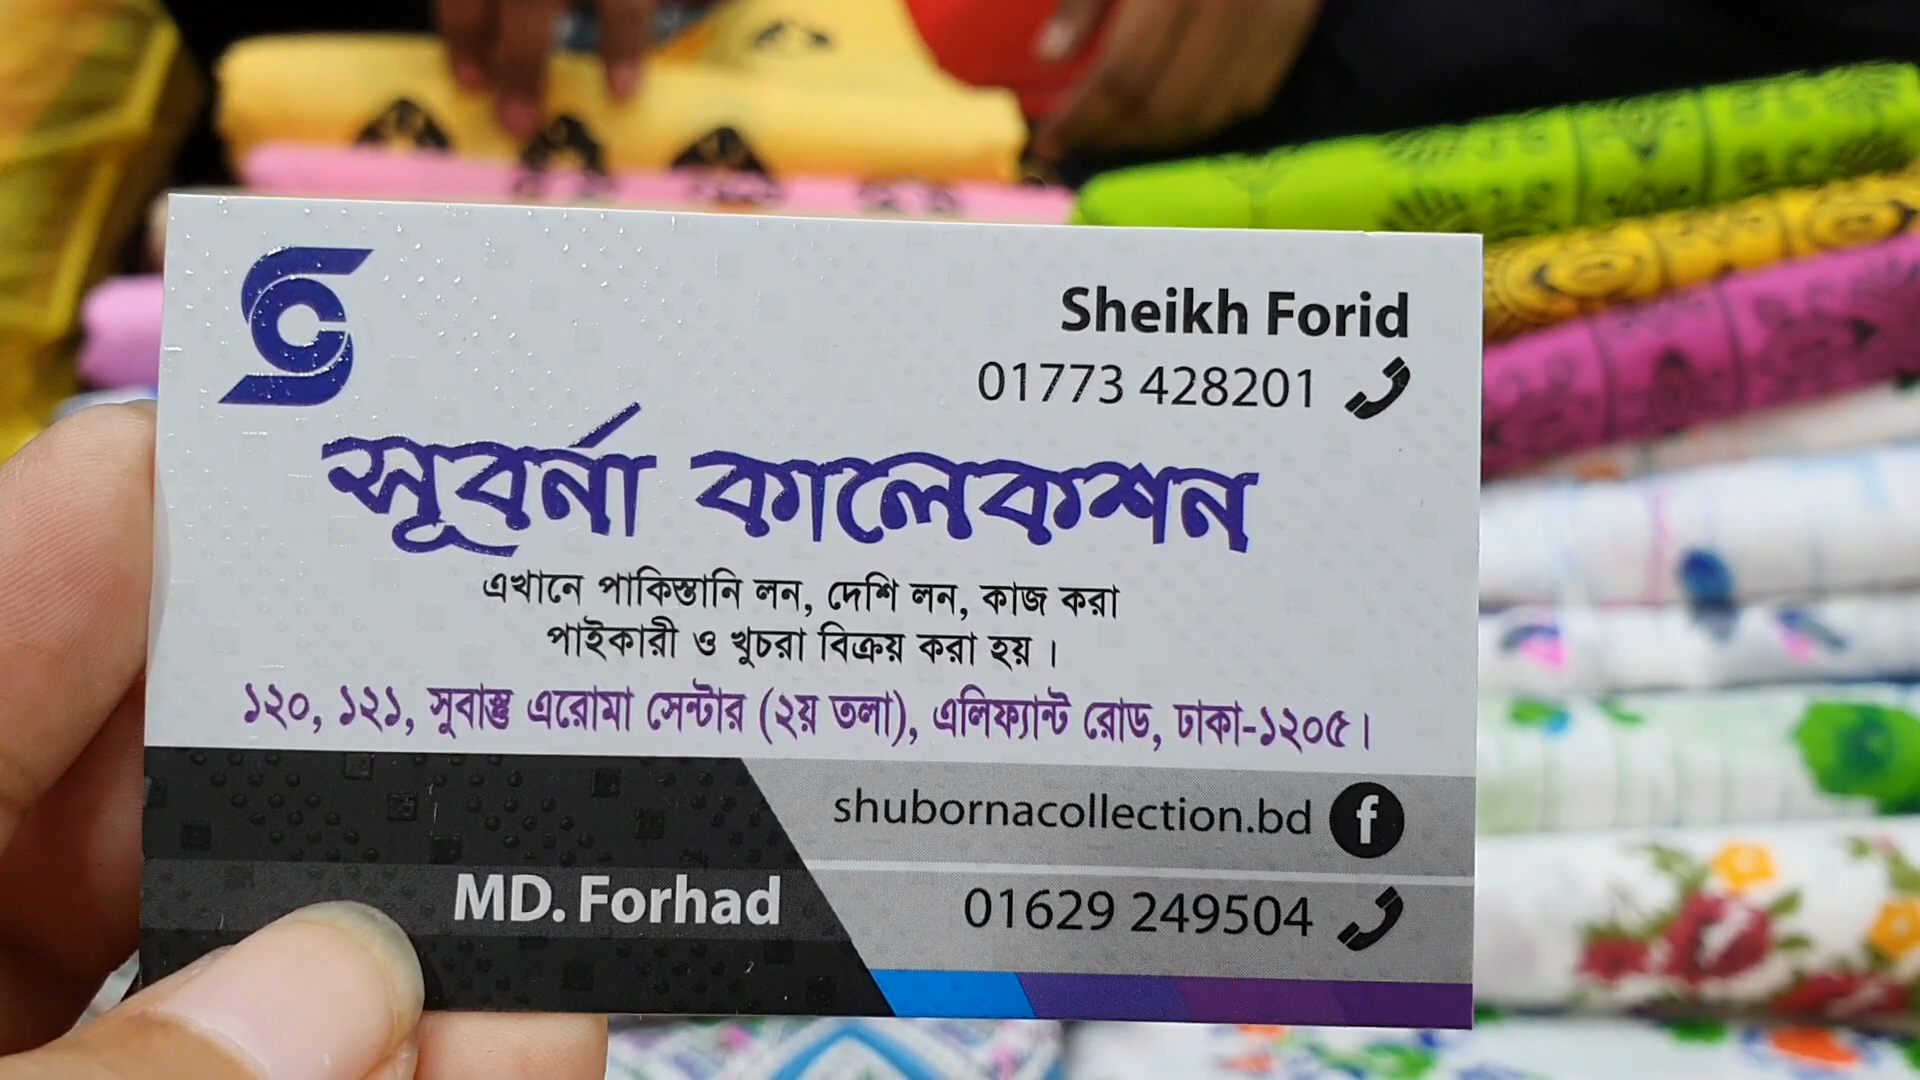 Sheikh Forid
01773 428201
সূবর্না কালেকশন
এখানে পাকিস্তানি লন, দেশি লন, কাজ করা
পাইকারী ও খুচরা বিক্রয় করা হয়।
১২০, ১২১, সুবাস্তু এরোমা সেন্টার (২য় তলা), এলিফ্যান্ট রোড, ঢাকা-১২০৫।
shubornacollection.bd
MD. Forhad
01629 249504